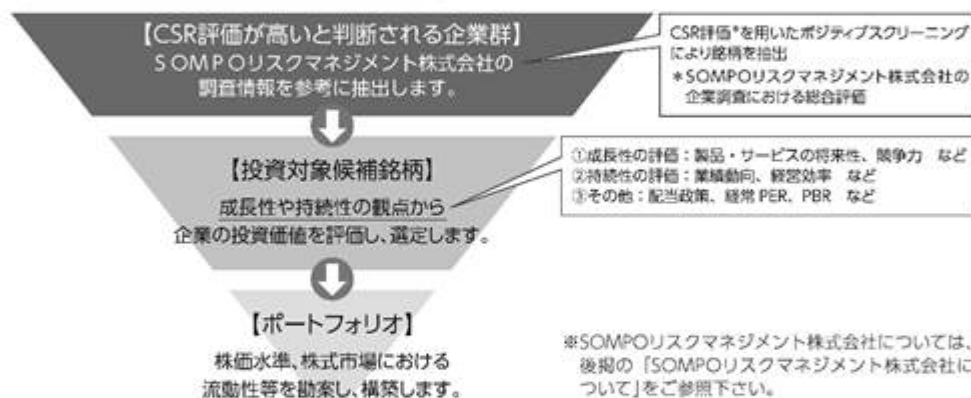 【CSR評価が高いと判断される企業群】
SOMPOリスクマネジメント株式会社の
調査情報を参考に抽出します。
CSR評価*を用いたポジティブスクリーニング
により銘柄を抽出
*SOMPOリスクマネジメント株式会社の
企業調査における総合評価
【投資対象候補銘柄】
成長性や持続性の観点から
企業の投資価値を評価し、選定します。
①成長性の評価：製品・サービスの将来性、競争力 など
②持続性の評価：業績動向、経営効率 など
③その他：配当政策、経常PER、PBR など
【ポートフォリオ】
株価水準、株式市場における
流動性等を勘案し、構築します。
※SOMPOリスクマネジメント株式会社については、
後掲の「SOMPOリスクマネジメント株式会社に
ついて」をご参照下さい。